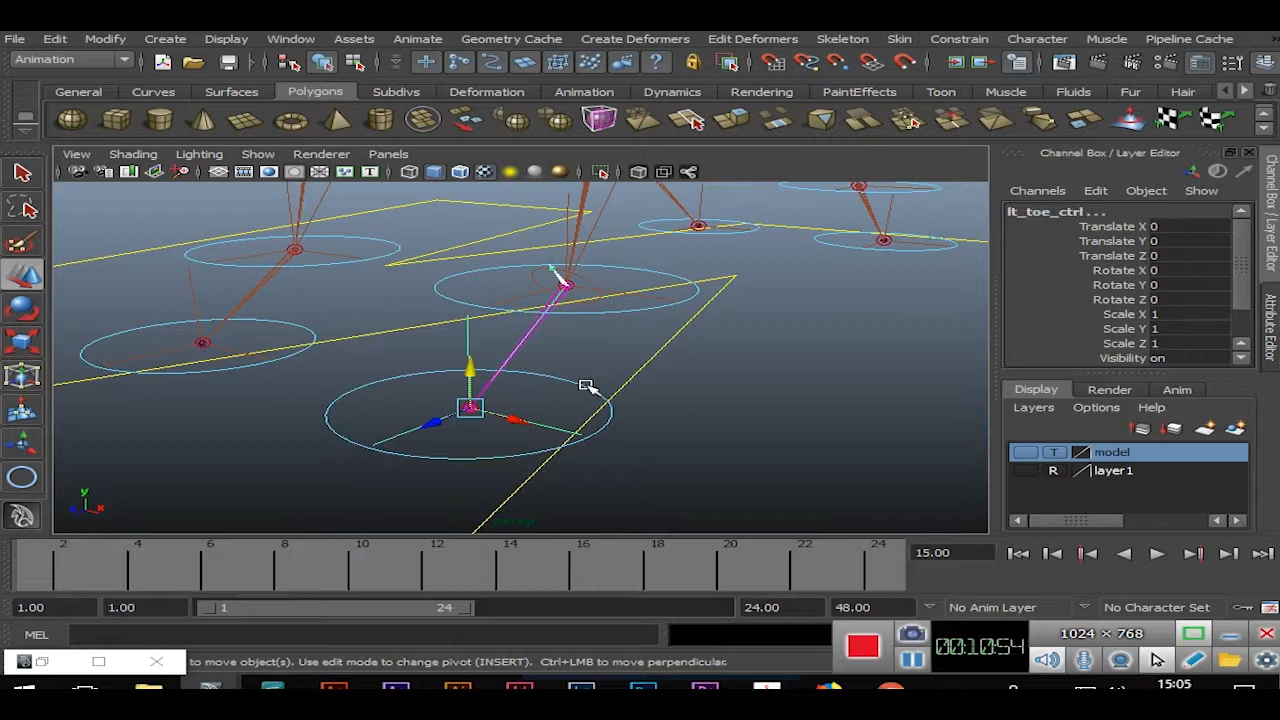 File Edit Modify Create Display Window Assets Animate Geometry Cache Create Deformers Edit Deformers Skeleton Skin Constrain Character Muscle Pipeline Cache
Animation
General Curves Surfaces Polygons Subdivs Deformation Animation Dynamics Rendering PaintEffects Toon Muscle Fluids Fur Hair
View Shading Lighting Show Renderer Panels
Channel Box / Layer Editor
Channels Edit Object Show
lt_toe_ctrl . . .
Translate X 0
Translate Y 0
Translate Z 0
Rotate X 0
Rotate Y 0
Rotate Z 0
Scale X 1
Scale Y 1
Scale Z 1
Visibility on
Channel Box / Layer Editor
Attribute Editor
Display Render Anim
Layers Options Help
T model
R layer1
persp
2 4 6 8 10 12 14 16 18 20 22 24
15.00
1.00 1.00 1 24 24.00 48.00 No Anim Layer No Character Set
MEL
to move object(s). Use edit mode to change pivot (INSERT). Ctrl+LMB to move perpendicular.
00:10:54
1024 × 768
15:05